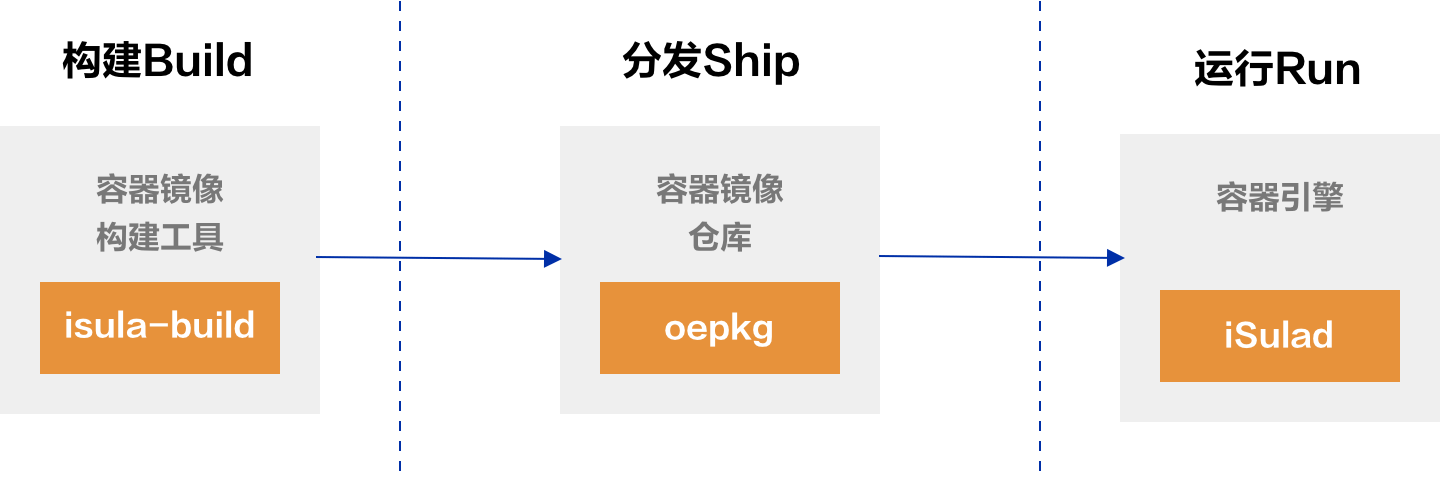 构建Build
容器镜像
构建工具
isula-build
分发Ship
容器镜像
仓库
oepkg
运行Run
容器引擎
iSulad